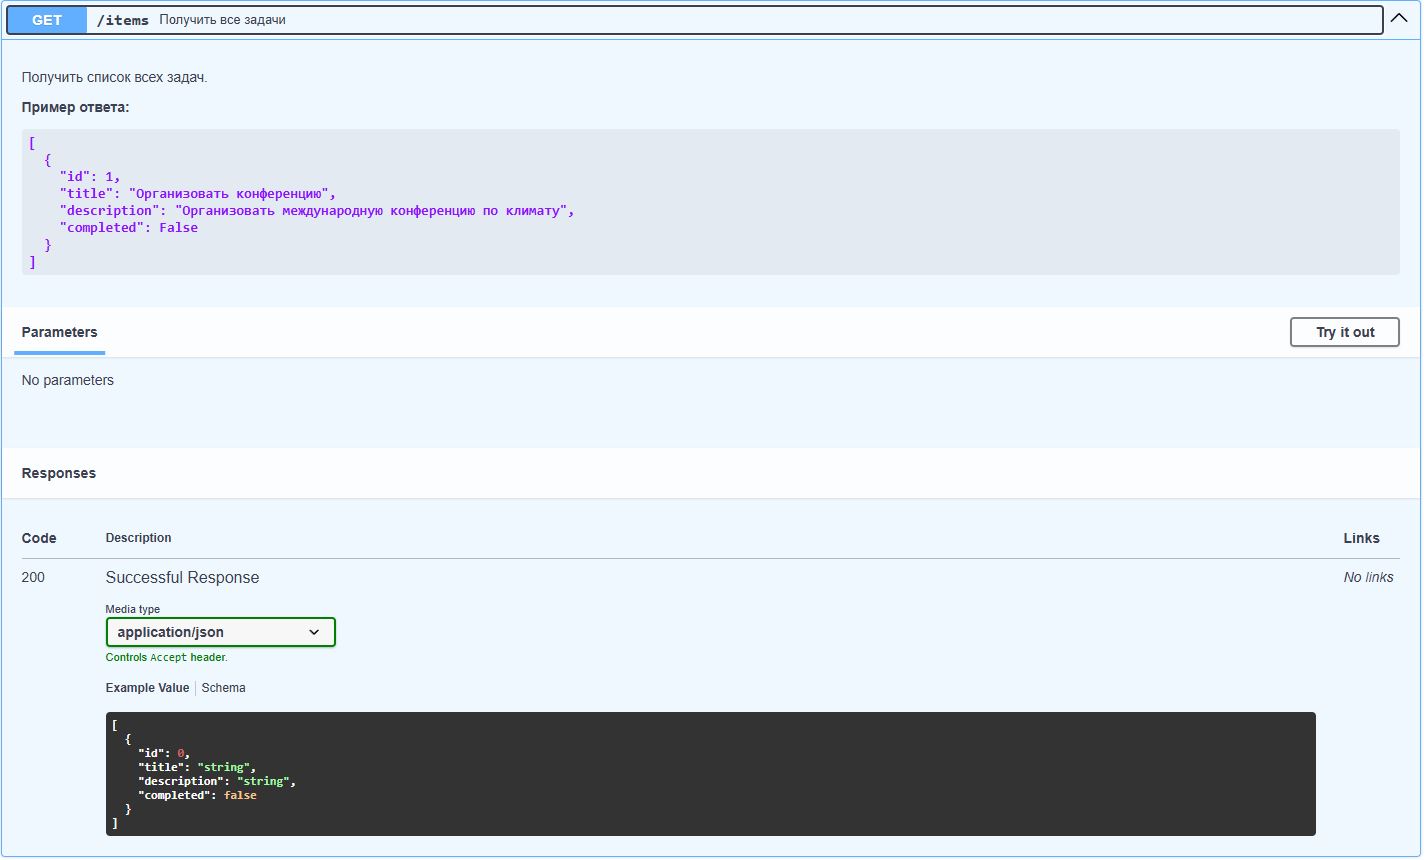 GET /items Получить все задачи
Получить список всех задач.
Пример ответа:
[
  {
    "id": 1,
    "title": "Организовать конференцию",
    "description": "Организовать международную конференцию по климату",
    "completed": False
  }
]
Parameters Try it out
No parameters
Responses
Code Description Links
200 Successful Response No links
Media type
application/json
Controls Accept header.
Example Value Schema
[
  {
    "id": 0,
    "title": "string",
    "description": "string",
    "completed": false
  }
]